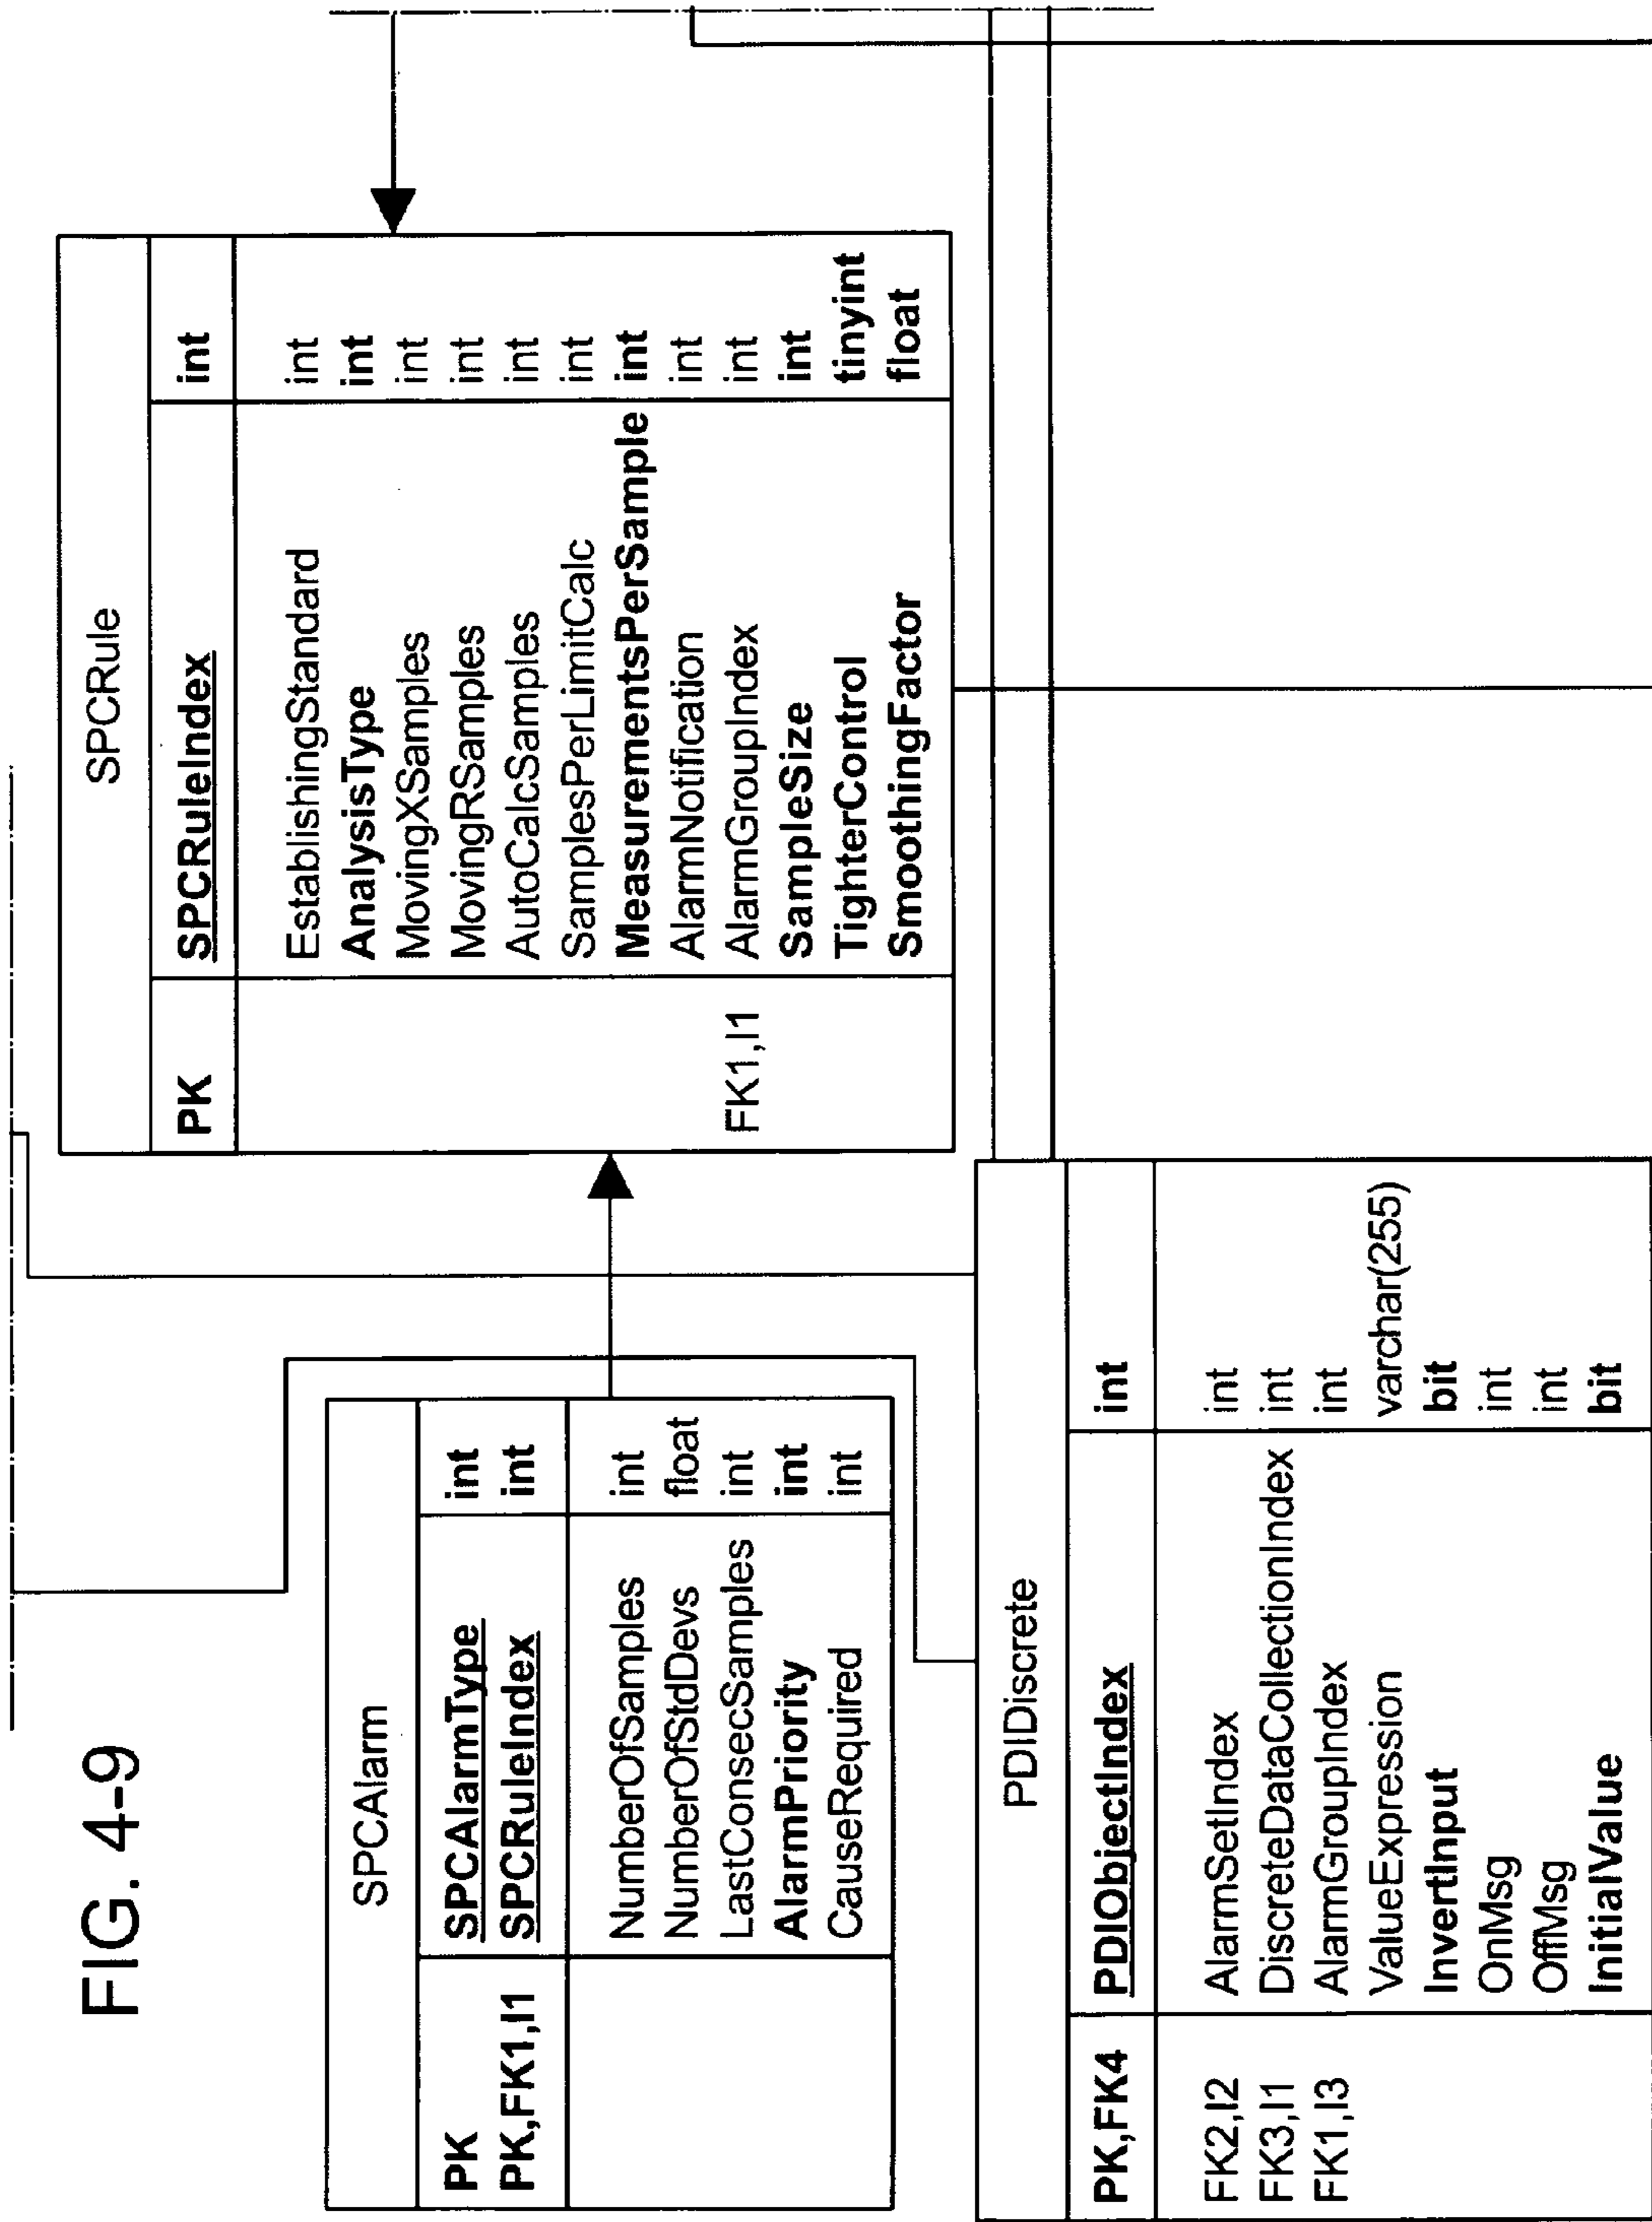 FIG. 4-9
SPCAlarm
PK SPCAlarmType int
PK,FK1,I1 SPCRuleIndex int
NumberOfSamples int
NumberOfStdDevs float
LastConsecSamples int
AlarmPriority int
CauseRequired int
SPCRule
PK SPCRuleIndex int
EstablishingStandard int
AnalysisType int
MovingXSamples int
MovingRSamples int
AutoCalcSamples int
SamplesPerLimitCalc int
MeasurementsPerSample int
AlarmNotification int
FK1,I1 AlarmGroupIndex int
SampleSize int
TighterControl tinyint
SmoothingFactor float
PDIDiscrete
PK,FK4 PDIObjectIndex int
FK2,I2 AlarmSetIndex int
FK3,I1 DiscreteDataCollectionIndex int
FK1,I3 AlarmGroupIndex int
ValueExpression varchar(255)
InvertInput bit
OnMsg int
OffMsg int
InitialValue bit